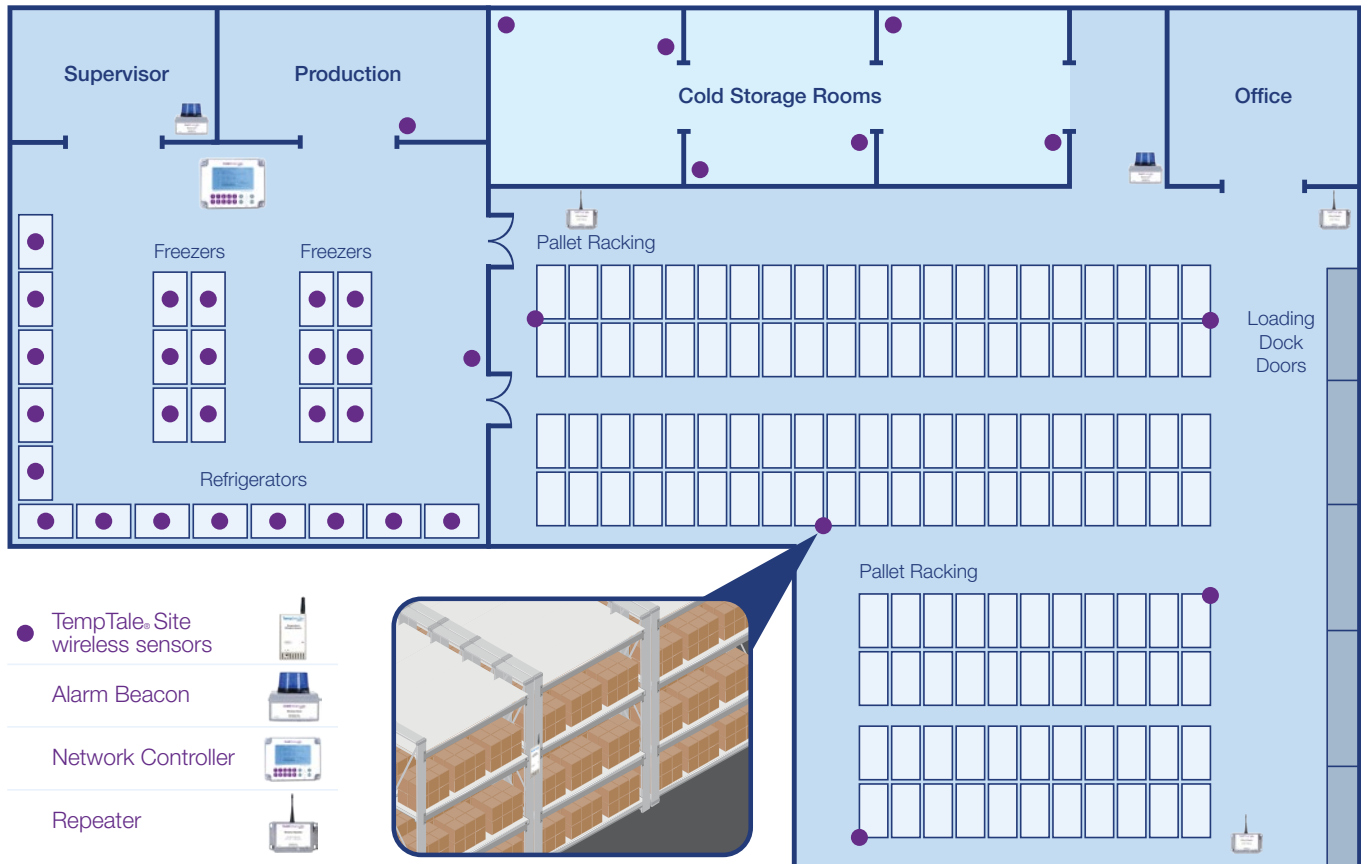 Supervisor
Production
Cold Storage Rooms
Office
Freezers
Freezers
Pallet Racking
Loading
Dock
Doors
Refrigerators
Pallet Racking
TempTale® Site
wireless sensors
Alarm Beacon
Network Controller
Repeater